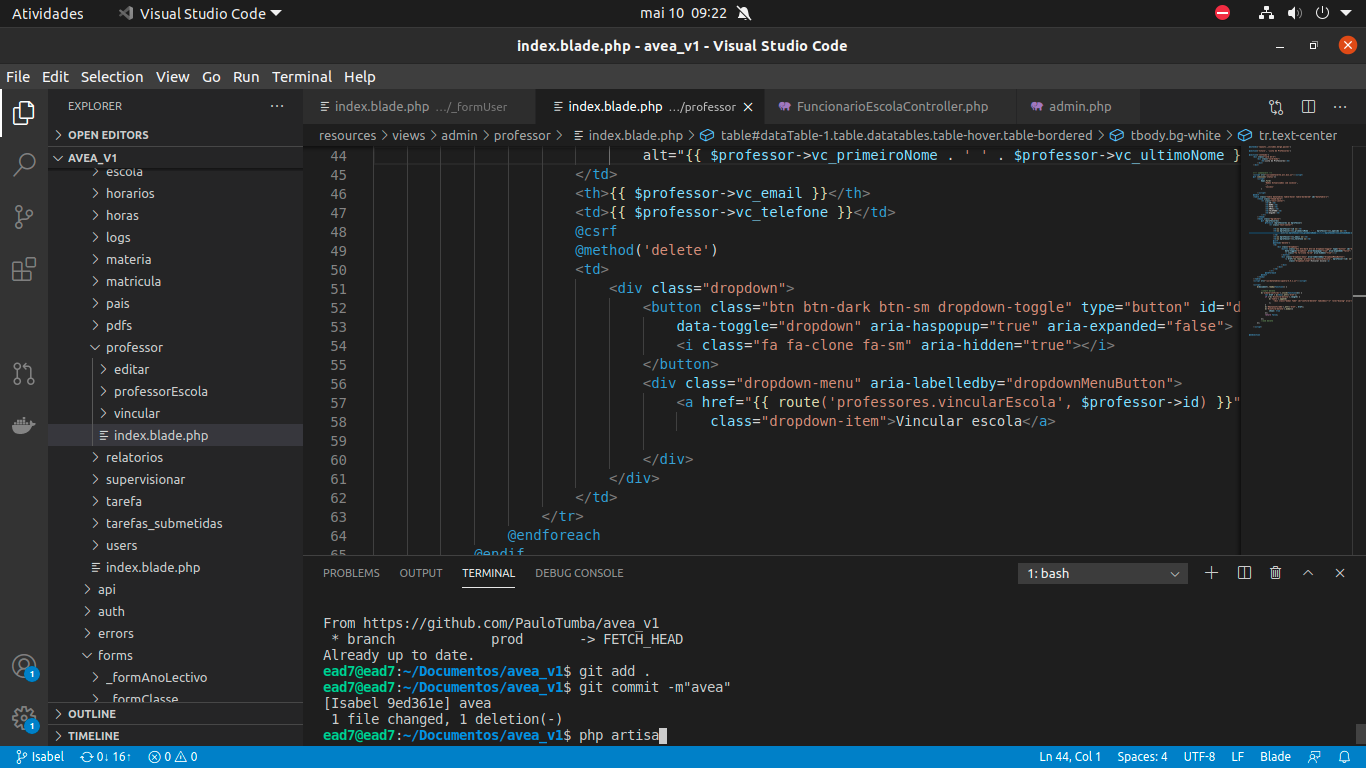 Atividades
Visual Studio Code
mai 10 09:22
index.blade.php - avea_v1 - Visual Studio Code
File Edit Selection View Go Run Terminal Help
EXPLORER
OPEN EDITORS
AVEA_V1
escola
horarios
horas
logs
materia
matricula
pais
pdfs
professor
editar
professorEscola
vincular
index.blade.php
relatorios
supervisionar
tarefa
tarefas_submetidas
users
index.blade.php
api
auth
errors
forms
_formAnoLectivo
_formClasse
OUTLINE
TIMELINE
index.blade.php .../_formUser
index.blade.php .../professor
FuncionarioEscolaController.php
admin.php
resources > views > admin > professor > index.blade.php > table#dataTable-1.table.datatables.table-hover.table-bordered > tbody.bg-white > tr.text-center
44 alt="{{ $professor->vc_primeiroNome . ' ' . $professor->vc_ultimoNome }
45 </td>
46 <th>{{ $professor->vc_email }}</th>
47 <td>{{ $professor->vc_telefone }}</td>
48 @csrf
49 @method('delete')
50 <td>
51 <div class="dropdown">
52 <button class="btn btn-dark btn-sm dropdown-toggle" type="button" id="d
53 data-toggle="dropdown" aria-haspopup="true" aria-expanded="false">
54 <i class="fa fa-clone fa-sm" aria-hidden="true"></i>
55 </button>
56 <div class="dropdown-menu" aria-labelledby="dropdownMenuButton">
57 <a href="{{ route('professores.vincularEscola', $professor->id) }}"
58 class="dropdown-item">Vincular escola</a>
59
60 </div>
61 </div>
62 </td>
63 </tr>
64 @endforeach
65 @endif
PROBLEMS OUTPUT TERMINAL DEBUG CONSOLE
1: bash
From https://github.com/PauloTumba/avea_v1
 * branch            prod       -> FETCH_HEAD
Already up to date.
ead7@ead7:~/Documentos/avea_v1$ git add .
ead7@ead7:~/Documentos/avea_v1$ git commit -m"avea"
[Isabel 9ed361e] avea
 1 file changed, 1 deletion(-)
ead7@ead7:~/Documentos/avea_v1$ php artisa
1
1
Isabel 0↓ 16↑ 0 0 Ln 44, Col 1 Spaces: 4 UTF-8 LF Blade